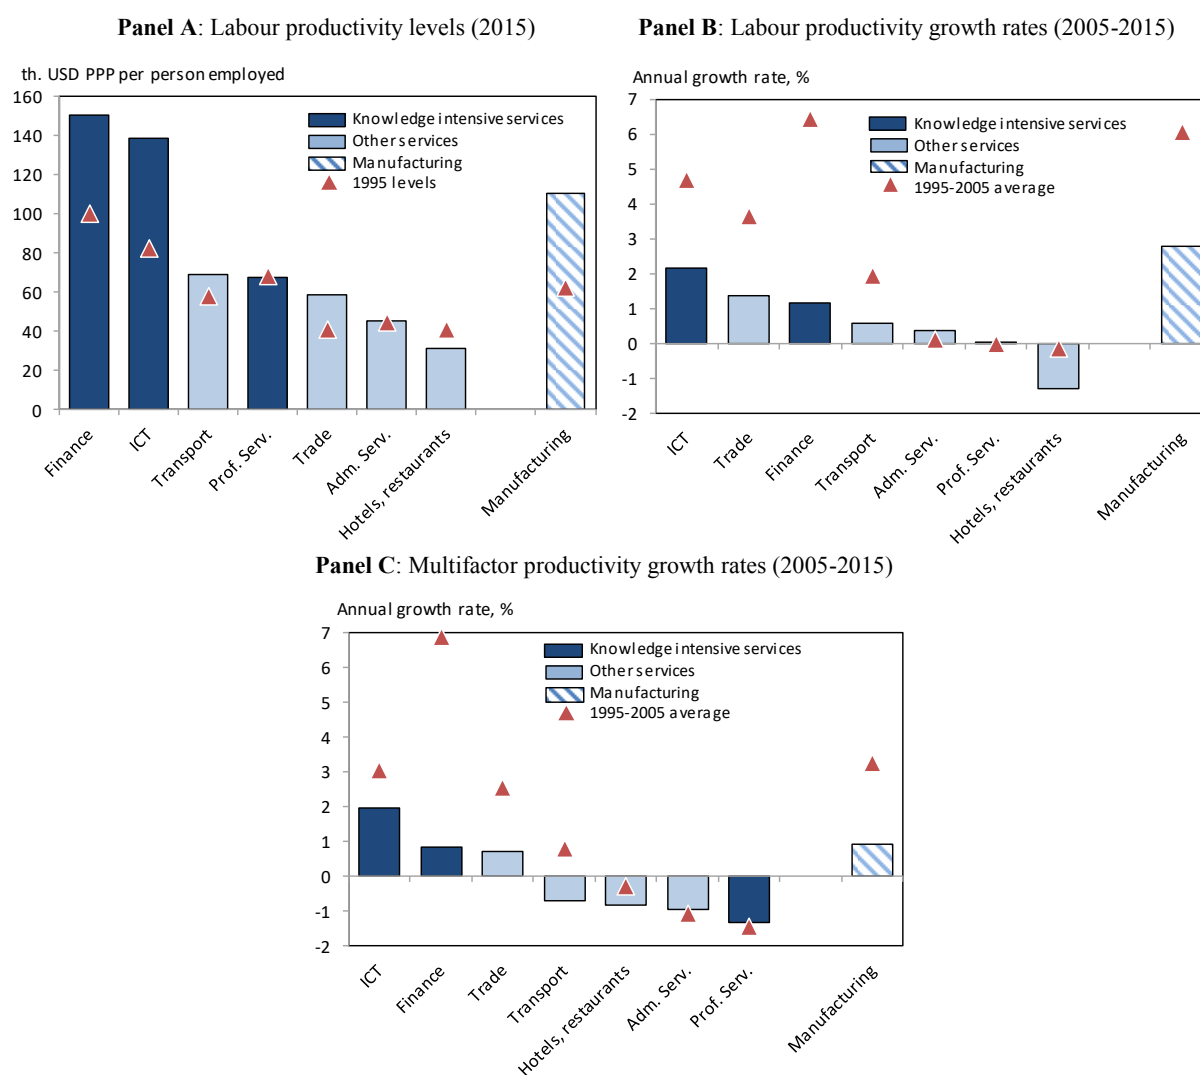 Panel A: Labour productivity levels (2015)
th. USD PPP per person employed
160
140
120
100
80
60
40
20
0
Knowledge intensive services
Other services
Manufacturing
1995 levels
Finance
ICT
Transport
Prof. Serv.
Trade
Adm. Serv.
Hotels, restaurants
Manufacturing
Panel B: Labour productivity growth rates (2005-2015)
Annual growth rate, %
7
6
5
4
3
2
1
0
-1
-2
Knowledge intensive services
Other services
Manufacturing
1995-2005 average
ICT
Trade
Finance
Transport
Adm. Serv.
Prof. Serv.
Hotels, restaurants
Manufacturing
Panel C: Multifactor productivity growth rates (2005-2015)
Annual growth rate, %
7
6
5
4
3
2
1
0
-1
-2
Knowledge intensive services
Other services
Manufacturing
1995-2005 average
ICT
Finance
Trade
Transport
Hotels, restaurants
Adm. Serv.
Prof. Serv.
Manufacturing